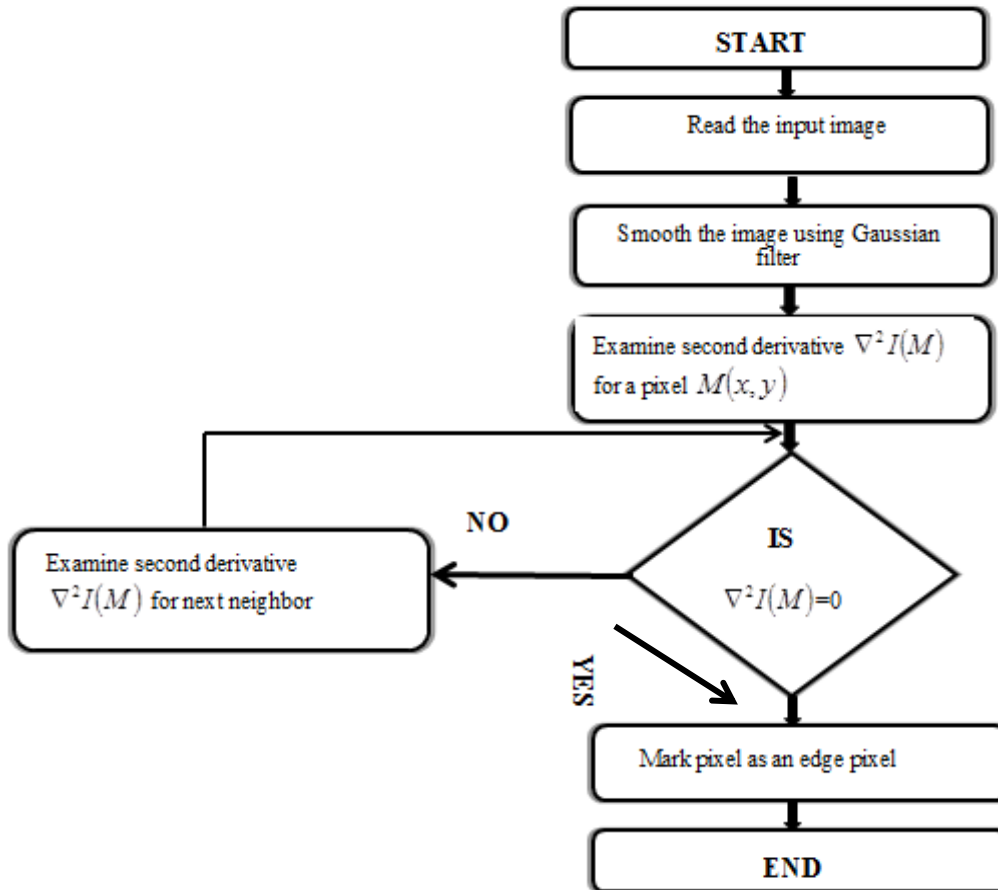 START
Read the input image
Smooth the image using Gaussian
filter
Examine second derivative ∇²I(M)
for a pixel M(x, y)
NO
IS
∇²I(M)=0
Examine second derivative
∇²I(M) for next neighbor
YES
Mark pixel as an edge pixel
END